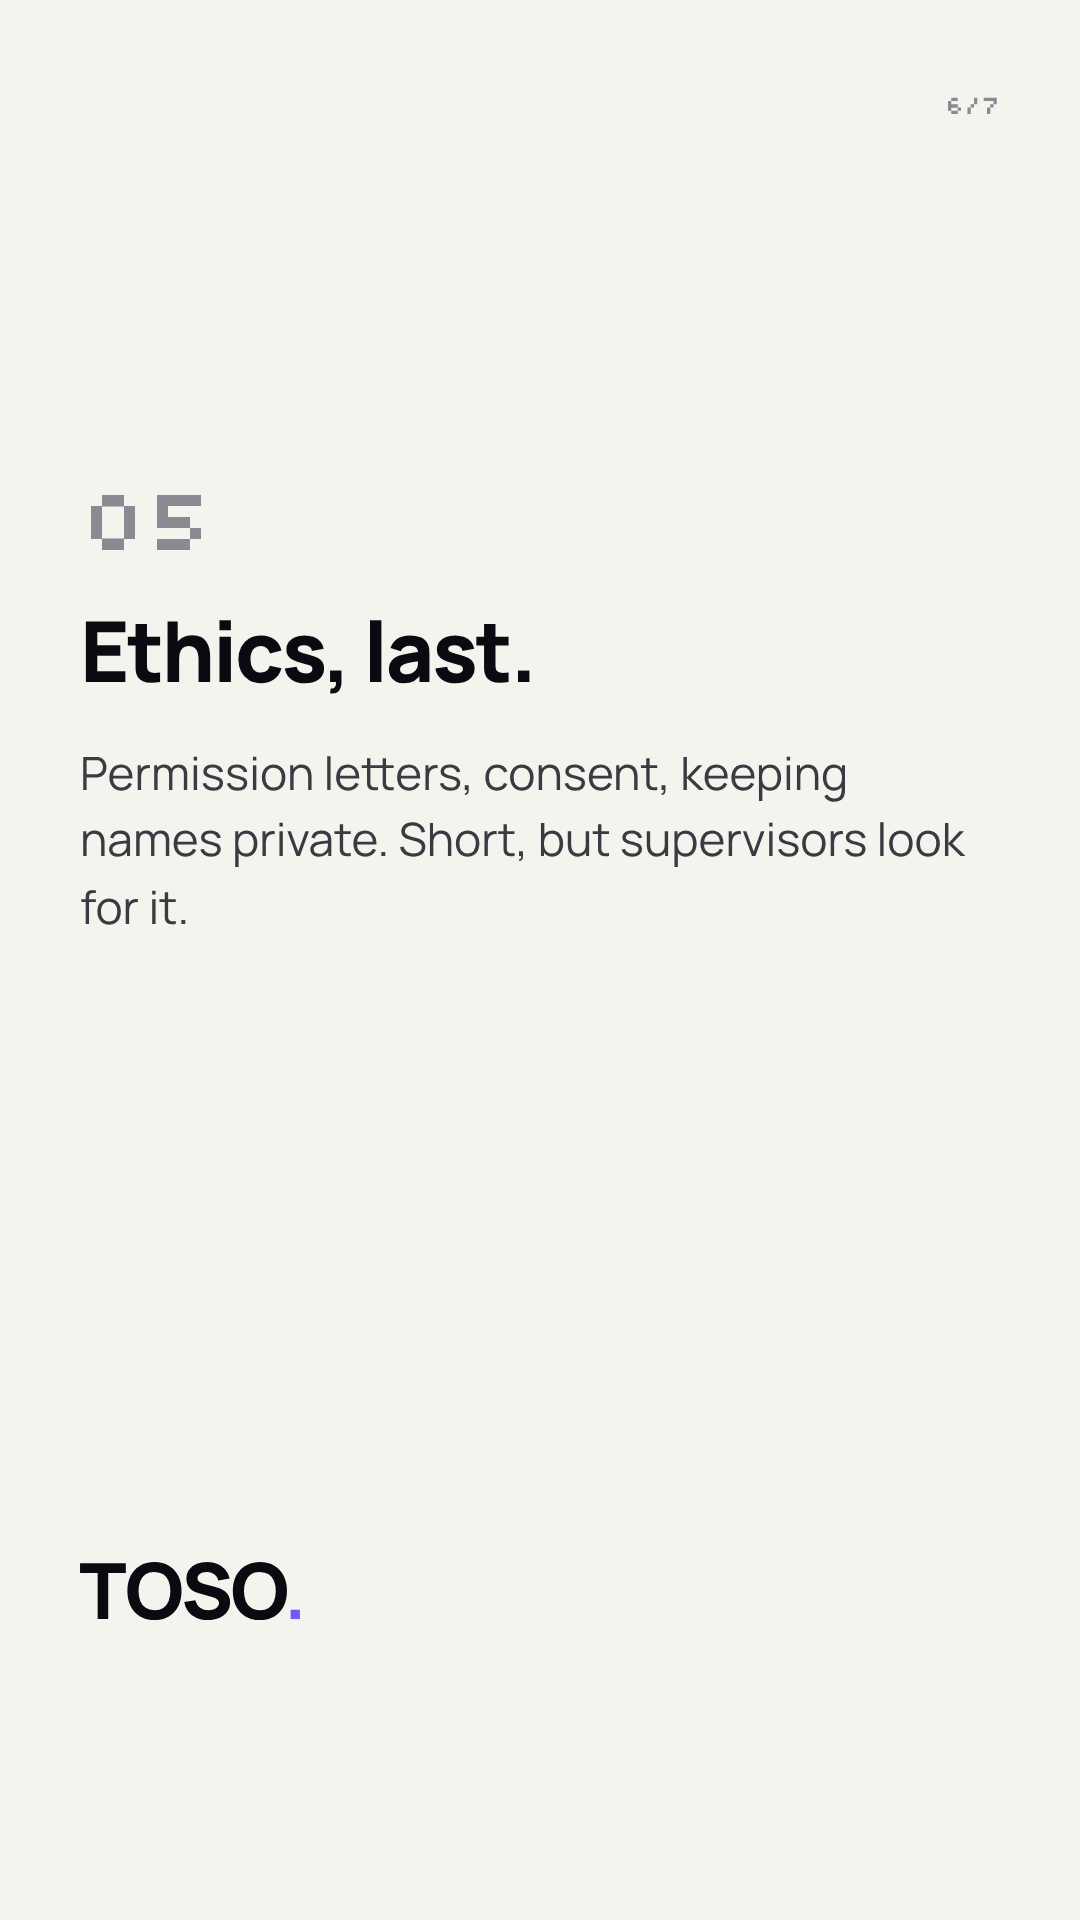 6/7
05
Ethics, last.
Permission letters, consent, keeping
names private. Short, but supervisors look
for it.
TOSO.